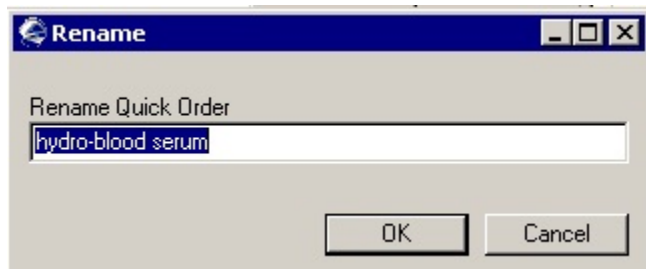 Rename
Rename Quick Order
hydro-blood serum
OK
Cancel